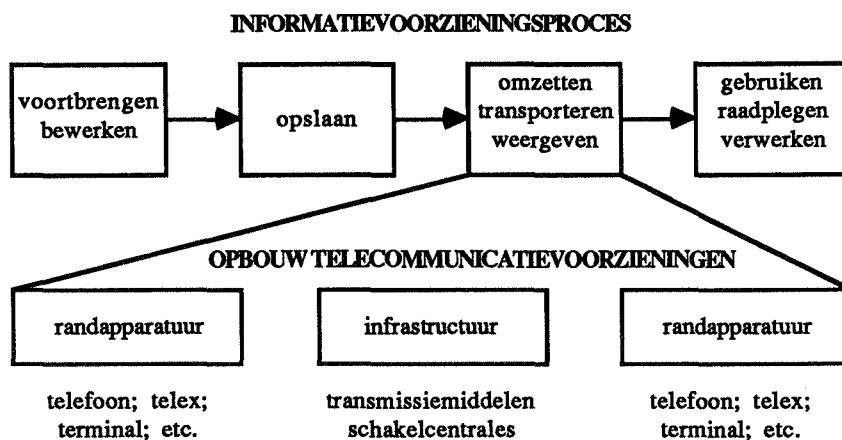 INFORMATIEVOORZIENINGSPROCES
voortbrengen
bewerken
opslaan
omzetten
transporteren
weergeven
gebruiken
raadplegen
verwerken
OPBOUW TELECOMMUNICATIEVOORZIENINGEN
randapparatuur
infrastructuur
randapparatuur
telefoon; telex;
terminal; etc.
transmissiemiddelen
schakelcentrales
telefoon; telex;
terminal; etc.